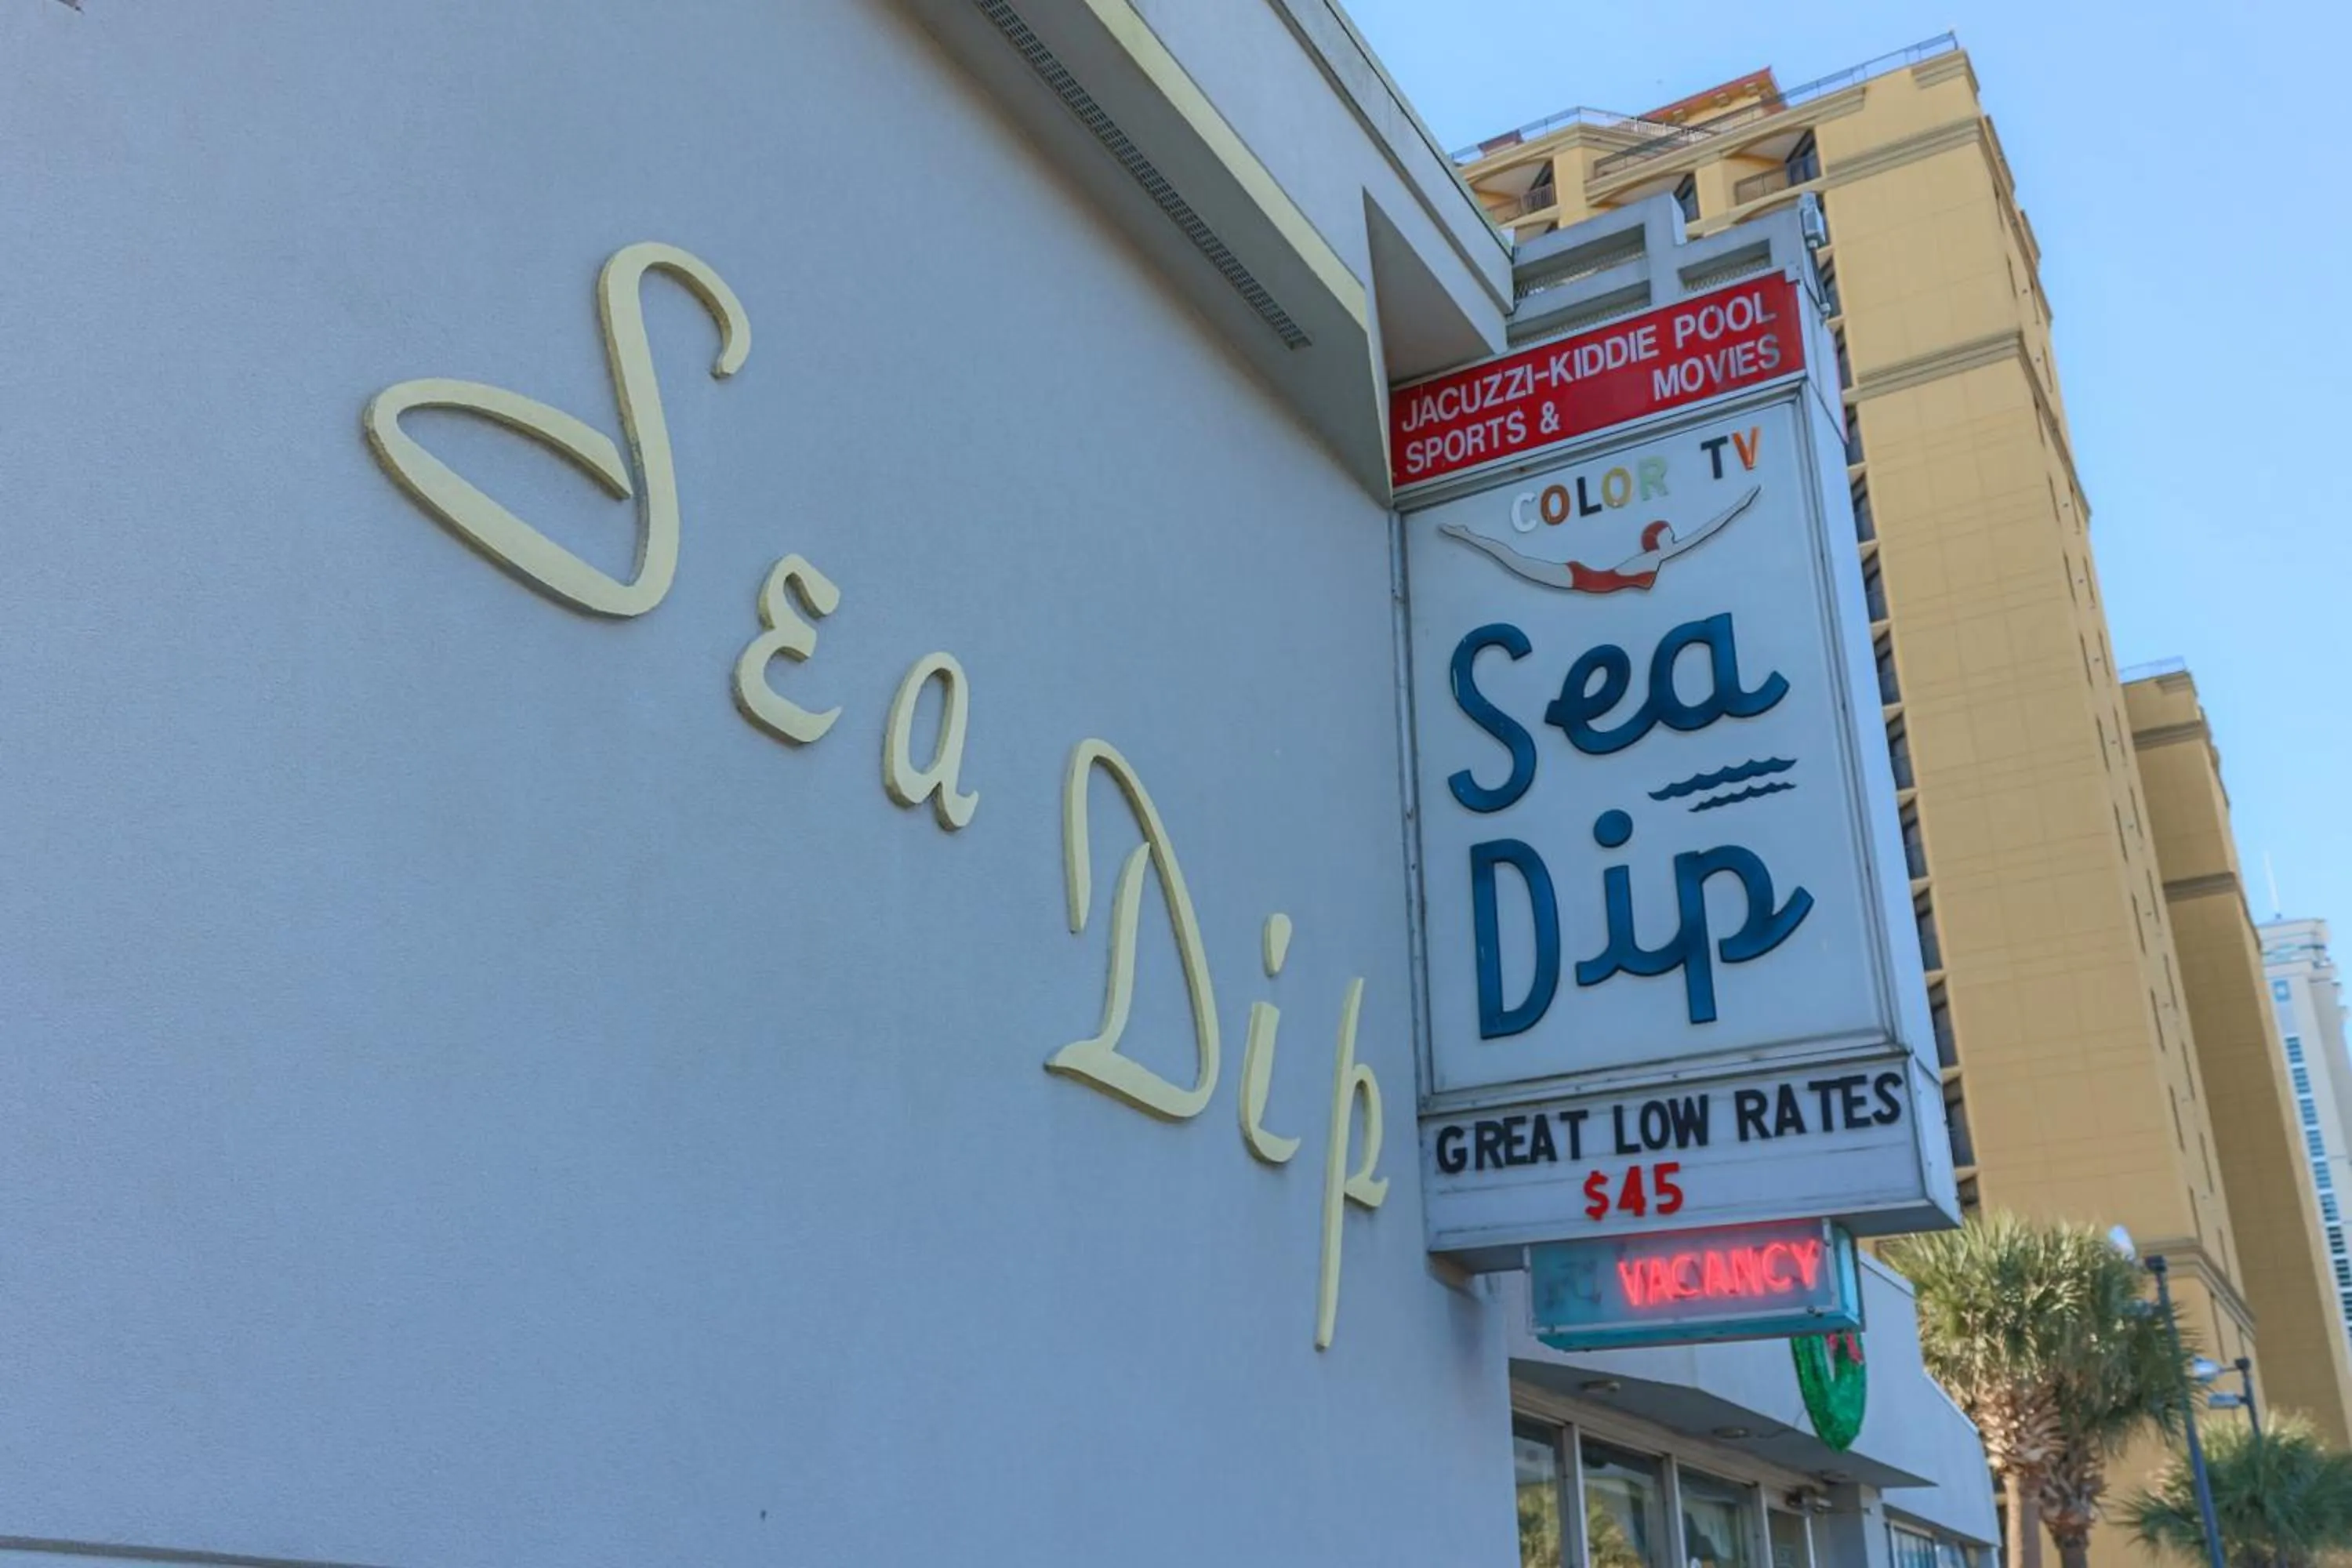 Sea Dip
JACUZZI-KIDDIE POOL
SPORTS & MOVIES
COLOR TV
Sea
Dip
GREAT LOW RATES
$45
VACANCY